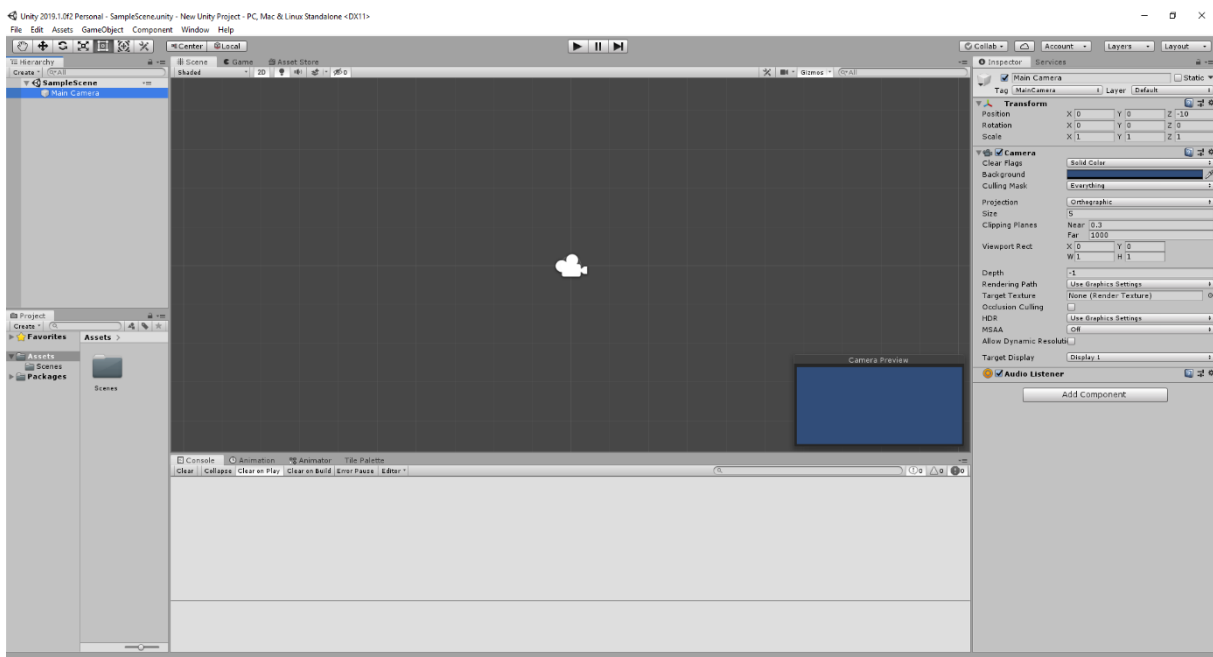 Unity 2019.1.0f2 Personal - SampleScene.unity - New Unity Project - PC, Mac & Linux Standalone <DX11>
File Edit Assets GameObject Component Window Help
Center Local Collab Account Layers Layout
Hierarchy
Create All
SampleScene
Main Camera
Scene Game Asset Store
Shaded 2D 0 Gizmos All
Inspector Services
Main Camera Static
Tag MainCamera Layer Default
Transform
Position X 0 Y 0 Z -10
Rotation X 0 Y 0 Z 0
Scale X 1 Y 1 Z 1
Camera
Clear Flags Solid Color
Background
Culling Mask Everything
Projection Orthographic
Size 5
Clipping Planes Near 0.3
Far 1000
Viewport Rect X 0 Y 0
W 1 H 1
Depth -1
Rendering Path Use Graphics Settings
Target Texture None (Render Texture)
Occlusion Culling
HDR Use Graphics Settings
MSAA Off
Allow Dynamic Resoluti
Target Display Display 1
Audio Listener
Add Component
Camera Preview
Project
Create
Favorites
Assets
Scenes
Packages
Assets >
Scenes
Console Animation Animator Tile Palette
Clear Collapse Clear on Play Clear on Build Error Pause Editor 0 0 0